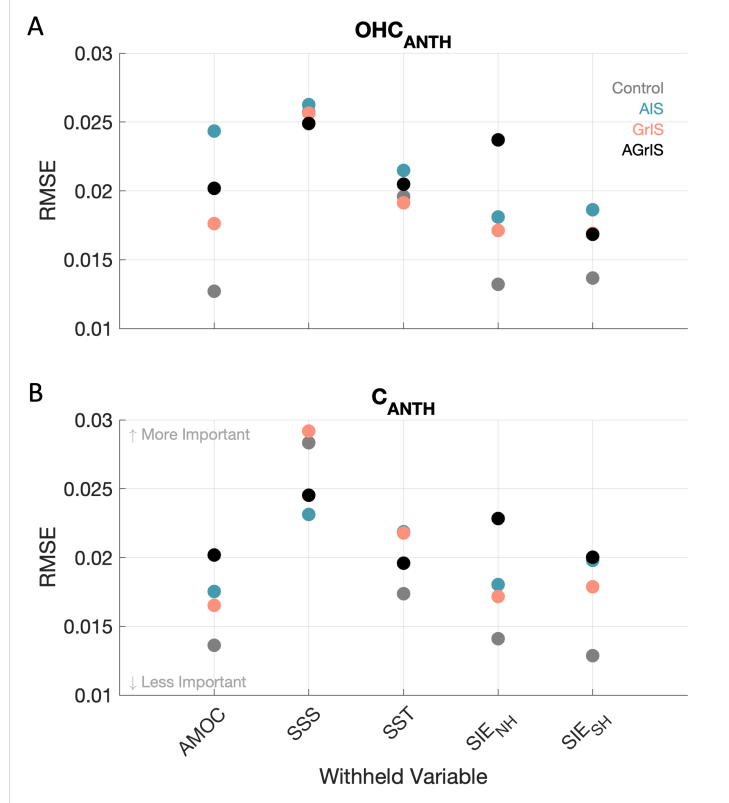 A
OHC_ANTH
0.03
0.025
0.02
0.015
0.01
RMSE
Control
AIS
GrIS
AGrIS
B
C_ANTH
0.03
0.025
0.02
0.015
0.01
RMSE
↑ More Important
↓ Less Important
AMOC
SSS
SST
SIE_NH
SIE_SH
Withheld Variable